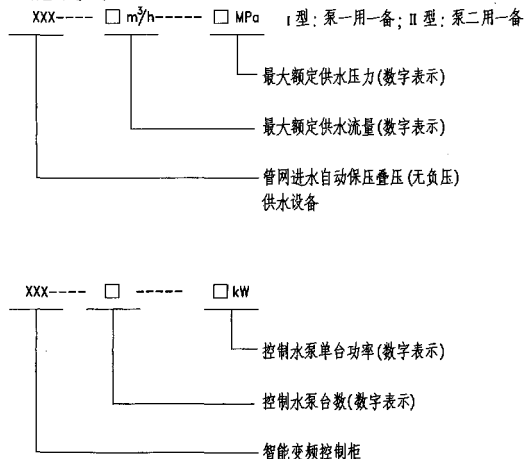 XXX---- □ m³/h----- □ MPa I型: 泵一用一备; II型: 泵二用一备
最大额定供水压力(数字表示)
最大额定供水流量(数字表示)
管网进水自动保压叠压(无负压)
供水设备
XXX---- □ ----- □ kW
控制水泵单台功率(数字表示)
控制水泵台数(数字表示)
智能变频控制柜